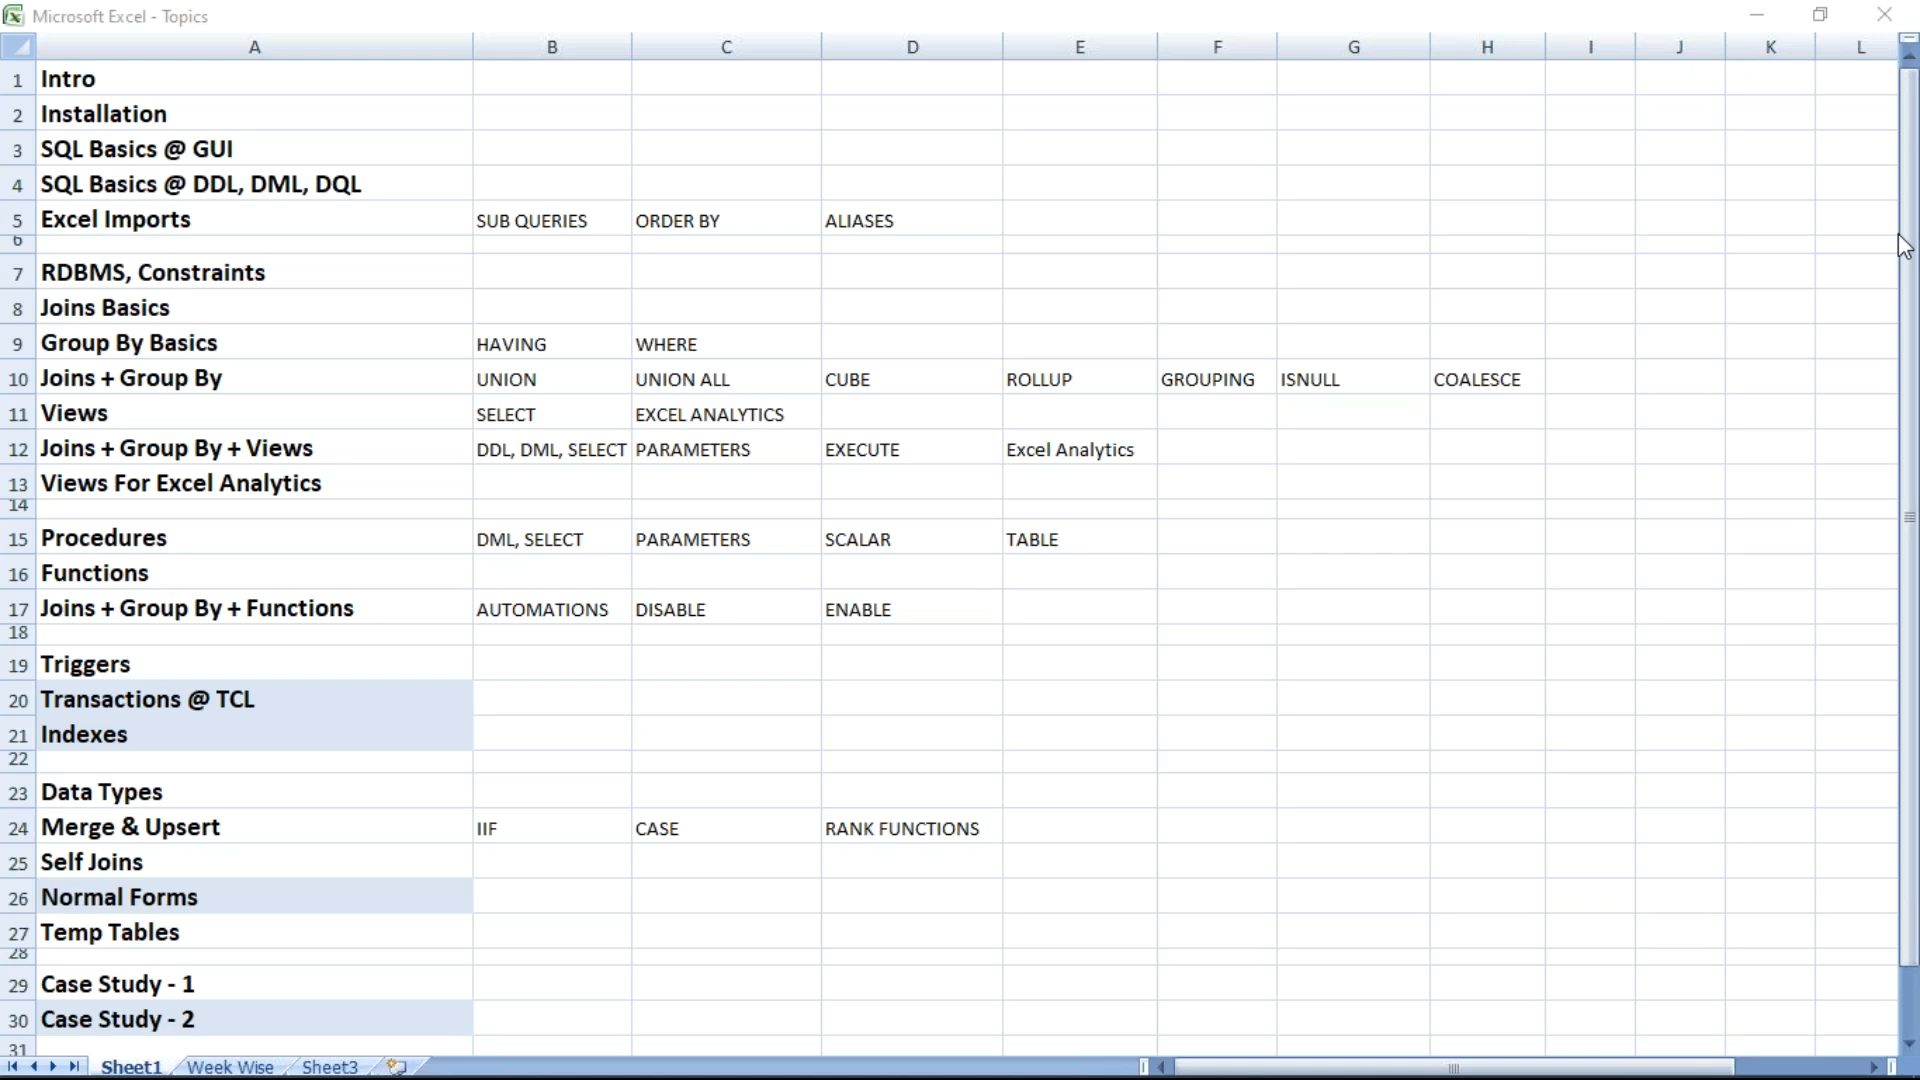 Microsoft Excel - Topics
A B C D E F G H I J K L
1 Intro
2 Installation
3 SQL Basics @ GUI
4 SQL Basics @ DDL, DML, DQL
5 Excel Imports SUB QUERIES ORDER BY ALIASES
6
7 RDBMS, Constraints
8 Joins Basics
9 Group By Basics HAVING WHERE
10 Joins + Group By UNION UNION ALL CUBE ROLLUP GROUPING ISNULL COALESCE
11 Views SELECT EXCEL ANALYTICS
12 Joins + Group By + Views DDL, DML, SELECT PARAMETERS EXECUTE Excel Analytics
13 Views For Excel Analytics
14
15 Procedures DML, SELECT PARAMETERS SCALAR TABLE
16 Functions
17 Joins + Group By + Functions AUTOMATIONS DISABLE ENABLE
18
19 Triggers
20 Transactions @ TCL
21 Indexes
22
23 Data Types
24 Merge & Upsert IIF CASE RANK FUNCTIONS
25 Self Joins
26 Normal Forms
27 Temp Tables
28
29 Case Study - 1
30 Case Study - 2
31
Sheet1 Week Wise Sheet3